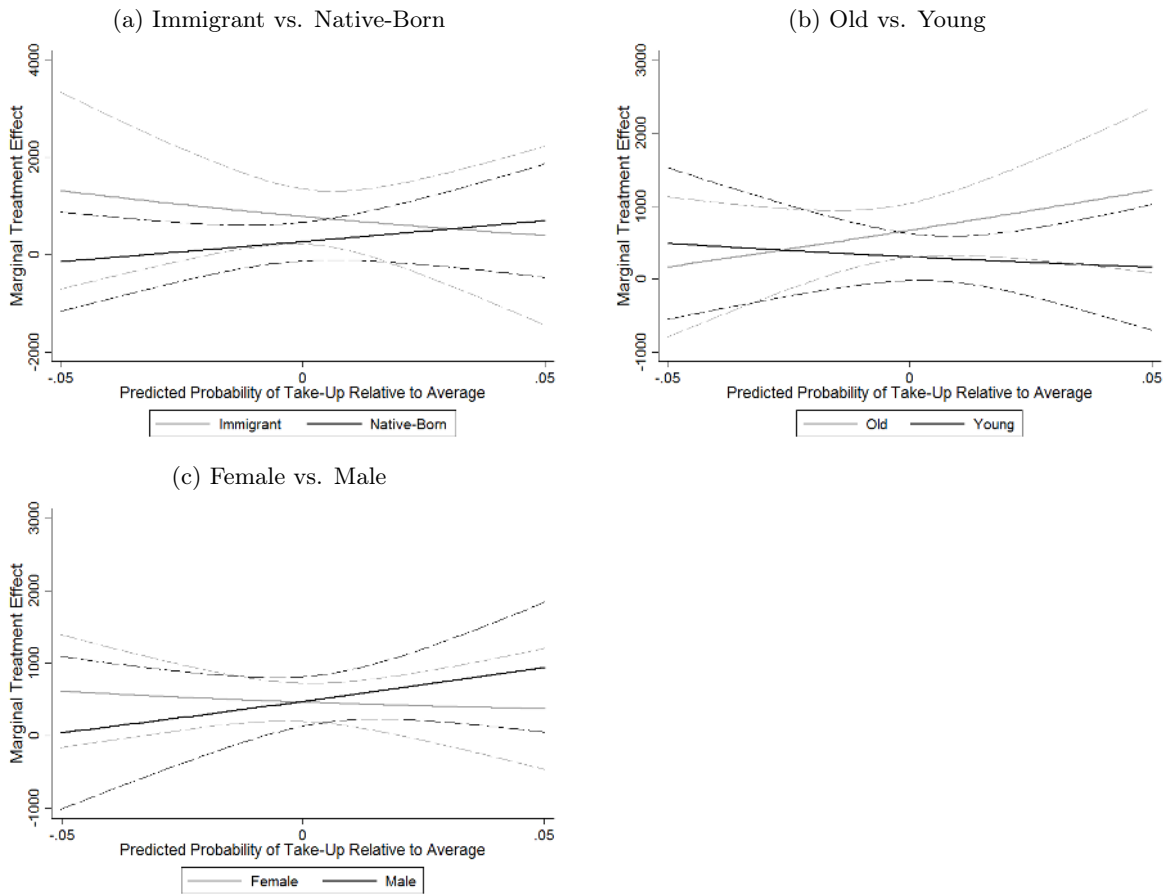 (a) Immigrant vs. Native-Born
Marginal Treatment Effect
4000
2000
0
-2000
-.05
0
.05
Predicted Probability of Take-Up Relative to Average
Immigrant
Native-Born
(b) Old vs. Young
Marginal Treatment Effect
3000
2000
1000
0
-1000
-.05
0
.05
Predicted Probability of Take-Up Relative to Average
Old
Young
(c) Female vs. Male
Marginal Treatment Effect
3000
2000
1000
0
-1000
-.05
0
.05
Predicted Probability of Take-Up Relative to Average
Female
Male